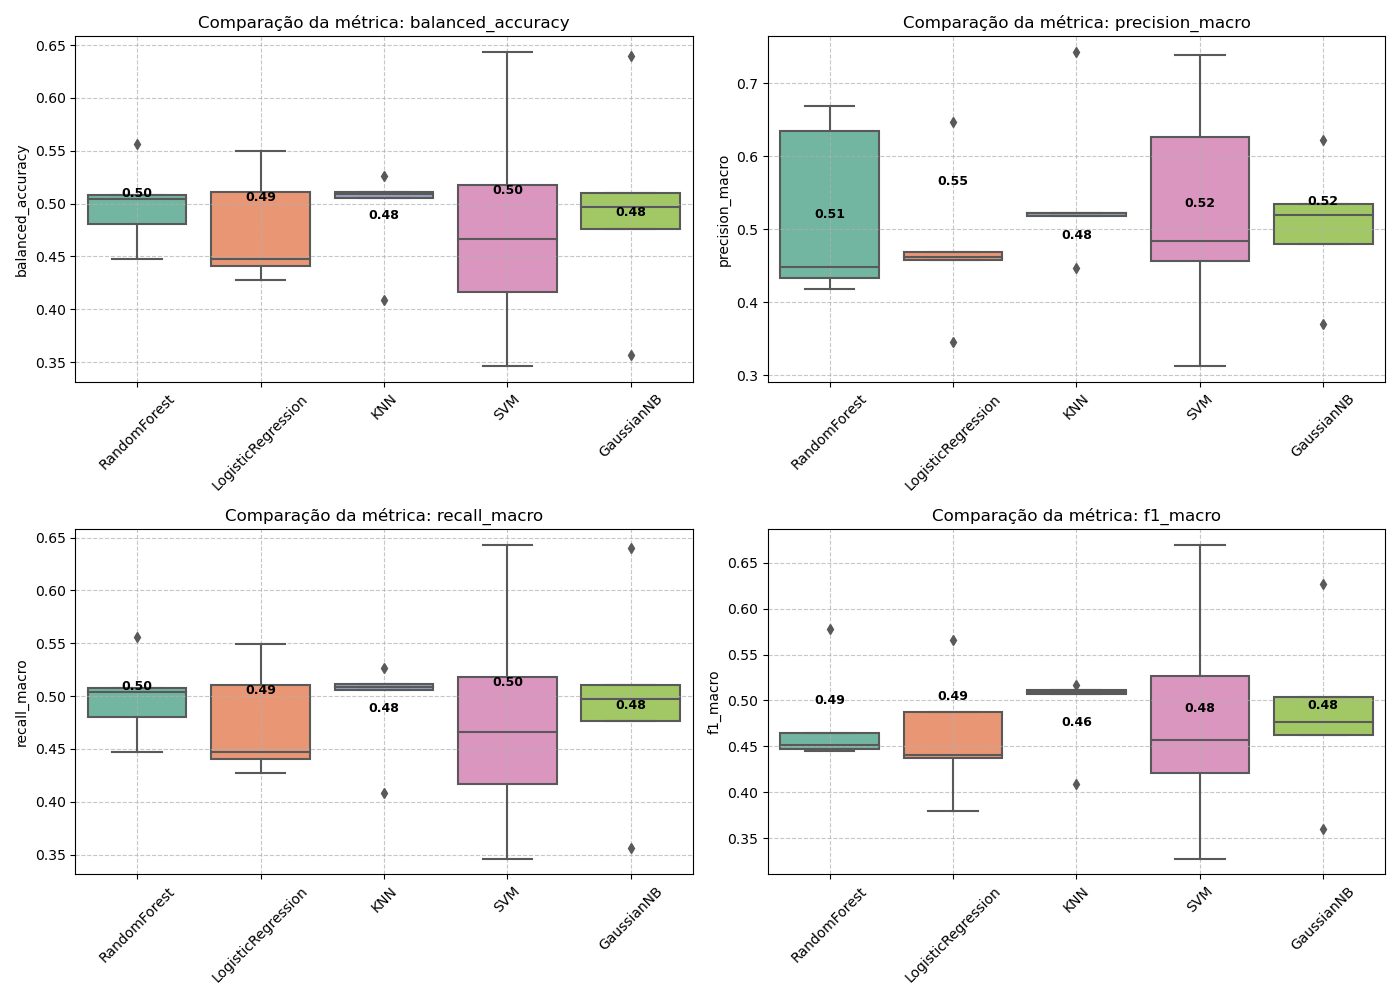 Comparação da métrica: balanced_accuracy
balanced_accuracy
0.65
0.60
0.55
0.50
0.45
0.40
0.35
0.50
0.49
0.48
0.50
0.48
RandomForest
LogisticRegression
KNN
SVM
GaussianNB
Comparação da métrica: precision_macro
precision_macro
0.7
0.6
0.5
0.4
0.3
0.51
0.55
0.48
0.52
0.52
RandomForest
LogisticRegression
KNN
SVM
GaussianNB
Comparação da métrica: recall_macro
recall_macro
0.65
0.60
0.55
0.50
0.45
0.40
0.35
0.50
0.49
0.48
0.50
0.48
RandomForest
LogisticRegression
KNN
SVM
GaussianNB
Comparação da métrica: f1_macro
f1_macro
0.65
0.60
0.55
0.50
0.45
0.40
0.35
0.49
0.49
0.46
0.48
0.48
RandomForest
LogisticRegression
KNN
SVM
GaussianNB